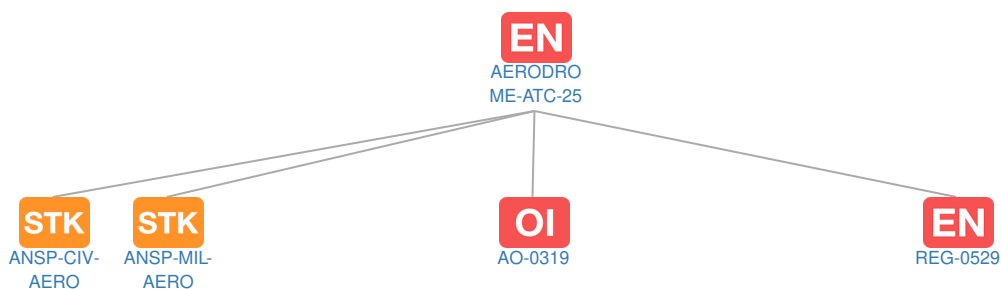 EN
AERODRO
ME-ATC-25
STK
STK
OI
EN
ANSP-CIV-
AERO
ANSP-MIL-
AERO
AO-0319
REG-0529